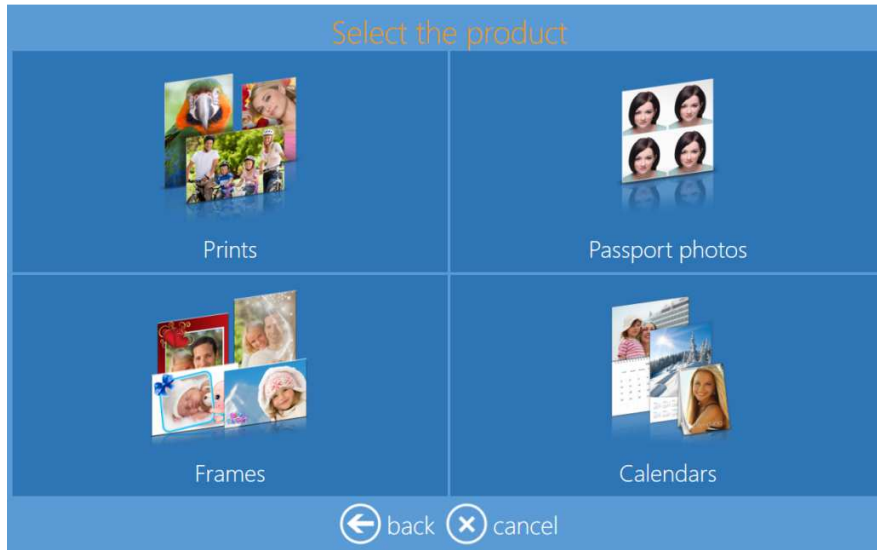 Select the product
Prints
Passport photos
Frames
Calendars
back
cancel